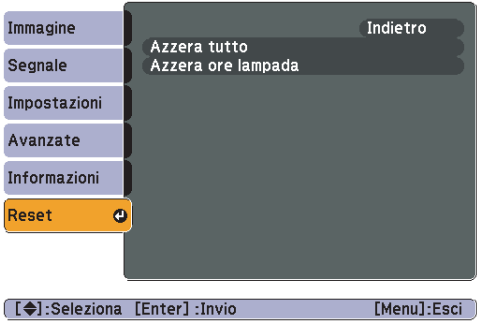 Immagine
Segnale
Impostazioni
Avanzate
Informazioni
Reset
Indietro
Azzera tutto
Azzera ore lampada
[◆]:Seleziona [Enter] :Invio [Menu]:Esci